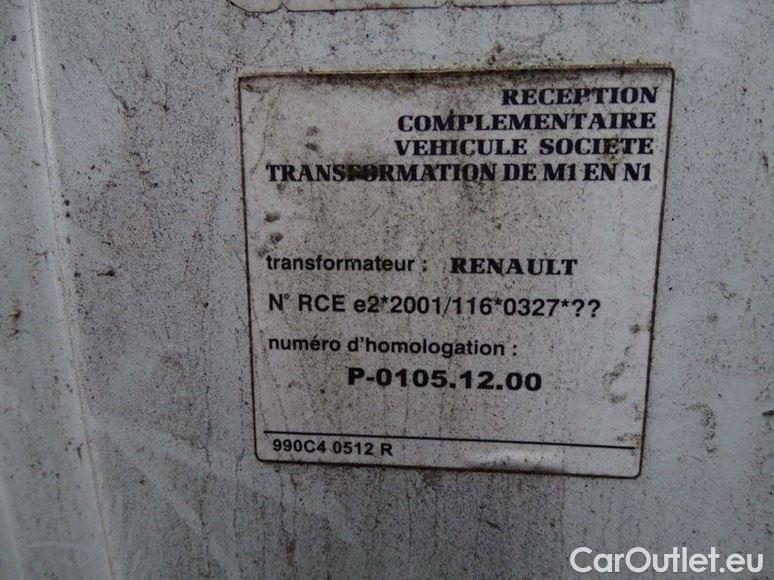 RECEPTION
COMPLEMENTAIRE
VEHICULE SOCIETE
TRANSFORMATION DE M1 EN N1
transformateur : RENAULT
N° RCE e2*2001/116*0327*??
numéro d'homologation :
P-0105.12.00
990C4 0512 R
CarOutlet.eu